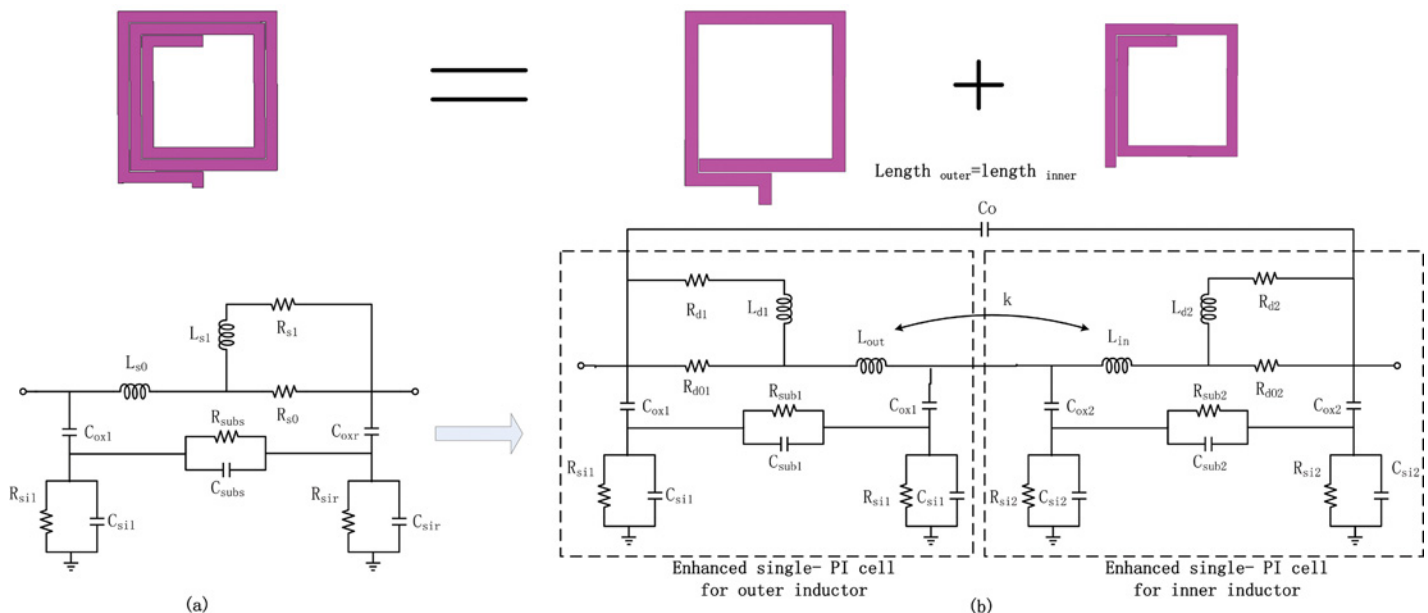 Length outer=length inner
Co
Rd1
Ld1
k
Ld2
Rd2
Ls1
Rs1
Lout
Lin
Ls0
Rs0
Rd01
Rd02
Cox1
Rsubs
Coxr
Cox1
Rsub1
Cox1
Cox2
Rsub2
Cox2
Csubs
Csub1
Csub2
Rsi1
Csi1
Rsir
Csir
Rsi1
Csi1
Rsi1
Csi1
Rsi2
Csi2
Rsi2
Csi2
Enhanced single- PI cell
for outer inductor
Enhanced single- PI cell
for inner inductor
(a)
(b)